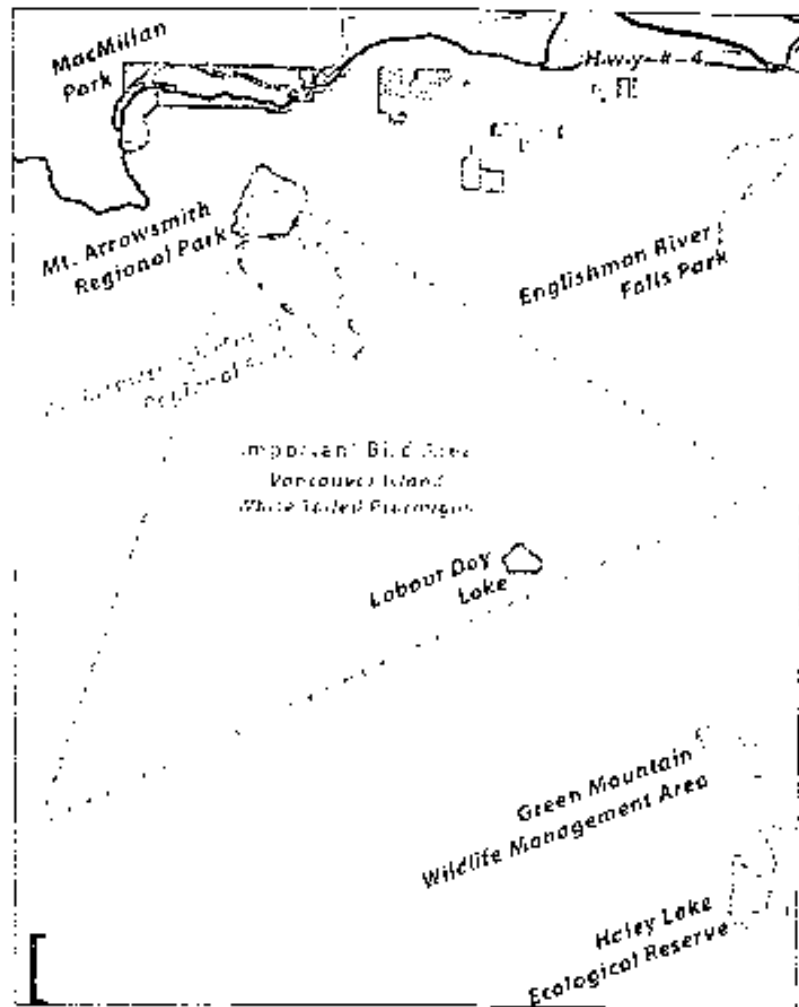 MacMillan
Park
Hwy # 4
Mt. Arrowsmith
Regional Park
Englishman River
Falls Park
Regional
Important Bird Area
Vancouver Island
White Tailed Ptarmigan
Labour Day
Lake
Green Mountain
Wildlife Management Area
Haley Lake
Ecological Reserve